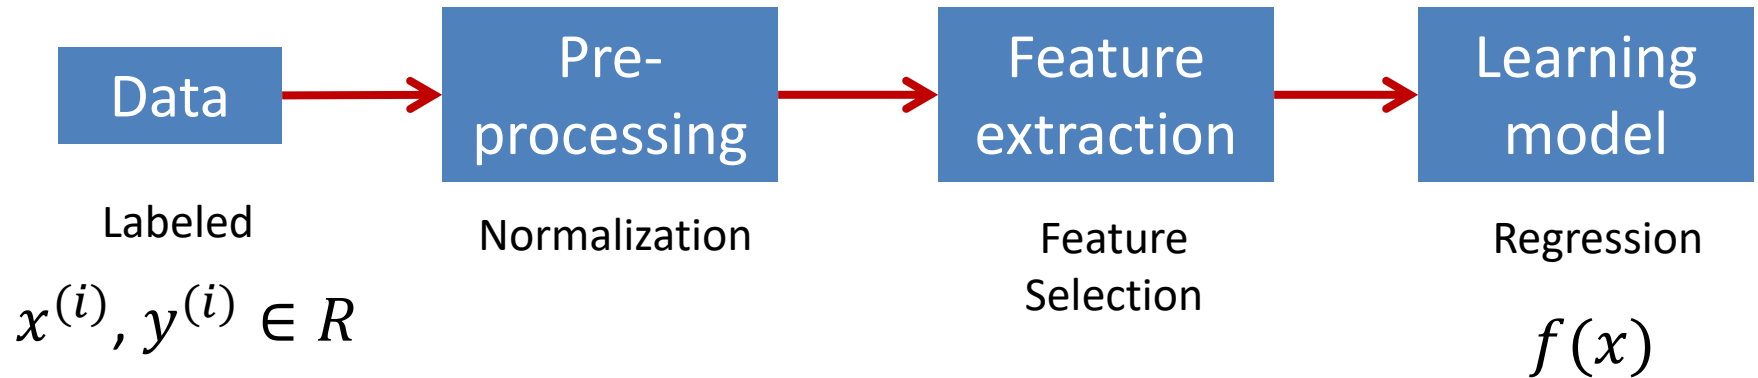 Data
Pre-
processing
Feature
extraction
Learning
model
Labeled
Normalization
Feature
Selection
Regression
x^{(i)}, y^{(i)} ∈ R
f(x)